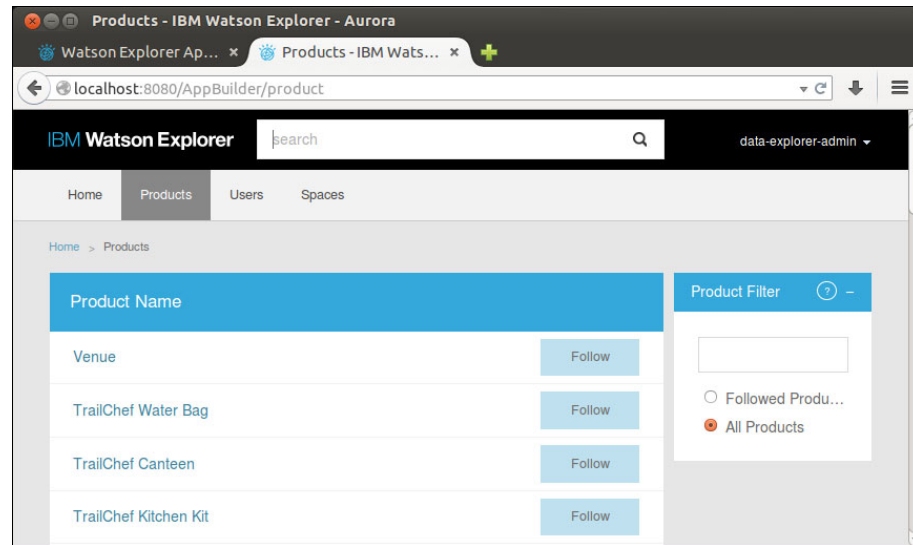 Products - IBM Watson Explorer - Aurora
Watson Explorer Ap... × Products - IBM Wats... ×
localhost:8080/AppBuilder/product
IBM Watson Explorer search data-explorer-admin
Home Products Users Spaces
Home > Products
Product Name
Product Filter ? –
Venue Follow
TrailChef Water Bag Follow
Followed Produ...
All Products
TrailChef Canteen Follow
TrailChef Kitchen Kit Follow